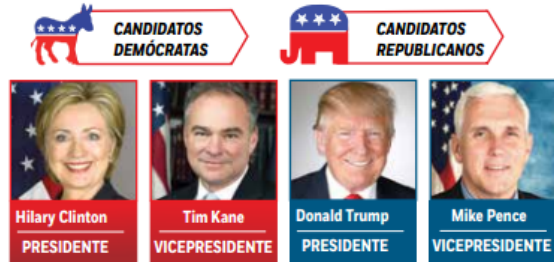 CANDIDATOS
DEMÓCRATAS
CANDIDATOS
REPUBLICANOS
Hilary Clinton
PRESIDENTE
Tim Kane
VICEPRESIDENTE
Donald Trump
PRESIDENTE
Mike Pence
VICEPRESIDENTE